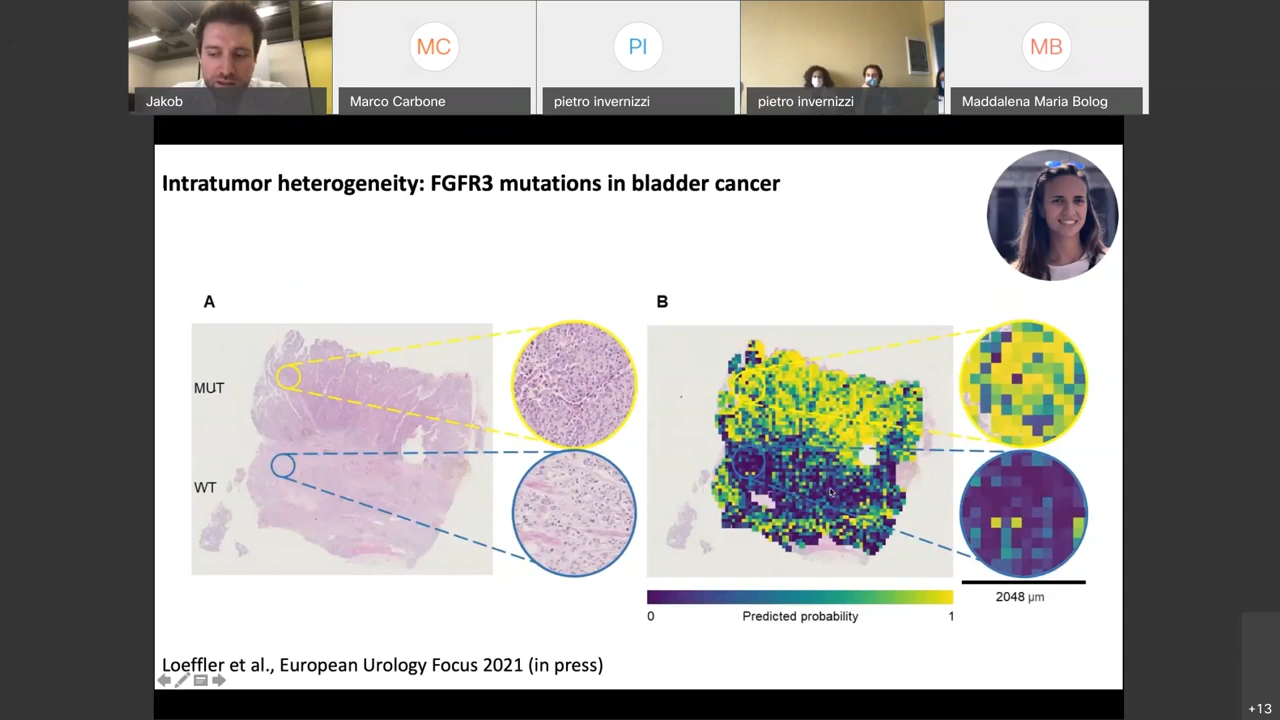 MC
PI
MB
Jakob
Marco Carbone
pietro invernizzi
pietro invernizzi
Maddalena Maria Bolog
Intratumor heterogeneity: FGFR3 mutations in bladder cancer
A
B
MUT
WT
0
Predicted probability
1
2048 µm
Loeffler et al., European Urology Focus 2021 (in press)
+13